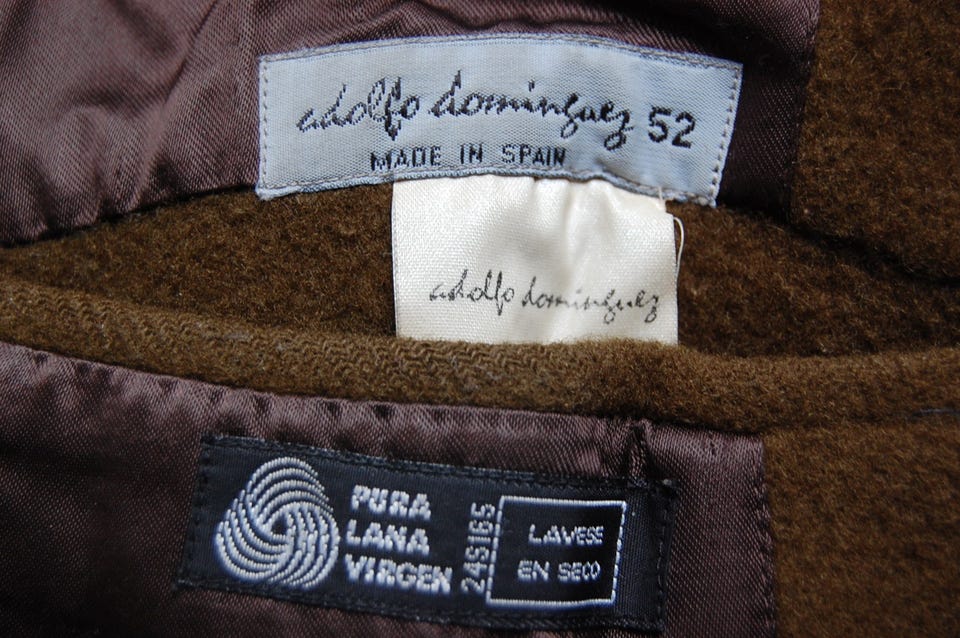 adolfo dominguez 52
MADE IN SPAIN
adolfo dominguez
PURA
LANA
VIRGEN
24S165
LAVESE
EN SECO